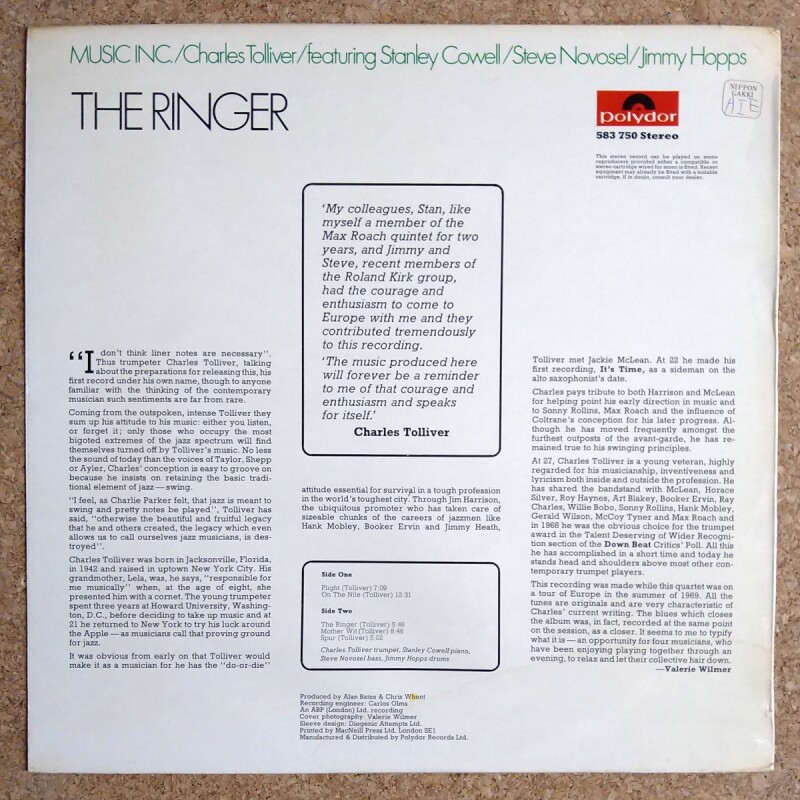 MUSIC INC./Charles Tolliver/featuring Stanley Cowell/Steve Novosel/Jimmy Hopps
THE RINGER
polydor
583 750 Stereo
NIPPON
GAKKI
AIE
This stereo record can be played on mono
reproducers provided either a compatible or
stereo cartridge wired for mono is fitted. Recent
equipment may already be fitted with a suitable
cartridge. If in doubt, consult your dealer.
‘My colleagues, Stan, like
myself a member of the
Max Roach quintet for two
years, and Jimmy and
Steve, recent members of
the Roland Kirk group,
had the courage and
enthusiasm to come to
Europe with me and they
contributed tremendously
to this recording.
‘The music produced here
will forever be a reminder
to me of that courage and
enthusiasm and speaks
for itself.’
Charles Tolliver
“I don't think liner notes are necessary”.
Thus trumpeter Charles Tolliver, talking
about the preparations for releasing this, his
first record under his own name, though to anyone
familiar with the thinking of the contemporary
musician such sentiments are far from rare.
Coming from the outspoken, intense Tolliver they
sum up his attitude to his music: either you listen,
or forget it; only those who occupy the most
bigoted extremes of the jazz spectrum will find
themselves turned off by Tolliver's music. No less
the sound of today than the voices of Taylor, Shepp
or Ayler, Charles' conception is easy to groove on
because he insists on retaining the basic tradi-
tional element of jazz — swing.
“I feel, as Charlie Parker felt, that jazz is meant to
swing and pretty notes be played”, Tolliver has
said, “otherwise the beautiful and fruitful legacy
that he and others created, the legacy which even
allows us to call ourselves jazz musicians, is des-
troyed”.
Charles Tolliver was born in Jacksonville, Florida,
in 1942 and raised in uptown New York City. His
grandmother, Lela, was, he says, “responsible for
me musically” when, at the age of eight, she
presented him with a cornet. The young trumpeter
spent three years at Howard University, Washing-
ton, D.C., before deciding to take up music and at
21 he returned to New York to try his luck around
the Apple — as musicians call that proving ground
for jazz.
It was obvious from early on that Tolliver would
make it as a musician for he has the “do-or-die”
attitude essential for survival in a tough profession
in the world's toughest city. Through Jim Harrison,
the ubiquitous promoter who has taken care of
sizeable chunks of the careers of jazzmen like
Hank Mobley, Booker Ervin and Jimmy Heath,
Tolliver met Jackie McLean. At 22 he made his
first recording, It's Time, as a sideman on the
alto saxophonist's date.
Charles pays tribute to both Harrison and McLean
for helping point his early direction in music and
to Sonny Rollins, Max Roach and the influence of
Coltrane's conception for his later progress. Al-
though he has moved frequently amongst the
furthest outposts of the avant-garde, he has re-
mained true to his swinging principles.
At 27, Charles Tolliver is a young veteran, highly
regarded for his musicianship, inventiveness and
lyricism both inside and outside the profession. He
has shared the bandstand with McLean, Horace
Silver, Roy Haynes, Art Blakey, Booker Ervin, Ray
Charles, Willie Bobo, Sonny Rollins, Hank Mobley,
Gerald Wilson, McCoy Tyner and Max Roach and
in 1968 he was the obvious choice for the trumpet
award in the Talent Deserving of Wider Recogni-
tion section of the Down Beat Critics' Poll. All this
he has accomplished in a short time and today he
stands head and shoulders above most other con-
temporary trumpet players.
This recording was made while this quartet was on
a tour of Europe in the summer of 1969. All the
tunes are originals and are very characteristic of
Charles' current writing. The blues which closes
the album was, in fact, recorded at the same point
on the session, as a closer. It seems to me to typify
what it is — an opportunity for four musicians, who
have been enjoying playing together through an
evening, to relax and let their collective hair down.
—Valerie Wilmer
Side One
Plight (Tolliver) 7:09
On The Nile (Tolliver) 12:31
Side Two
The Ringer (Tolliver) 5:46
Mother Wit (Tolliver) 8:46
Spur (Tolliver) 5:02
Charles Tolliver trumpet, Stanley Cowell piano,
Steve Novosel bass, Jimmy Hopps drums
Produced by Alan Bates & Chris Whent
Recording engineer: Carlos Olms
An ABP (London) Ltd. recording
Cover photography: Valerie Wilmer
Sleeve design: Diogenic Attempts Ltd.
Printed by MacNeill Press Ltd. London SE1
Manufactured & Distributed by Polydor Records Ltd.